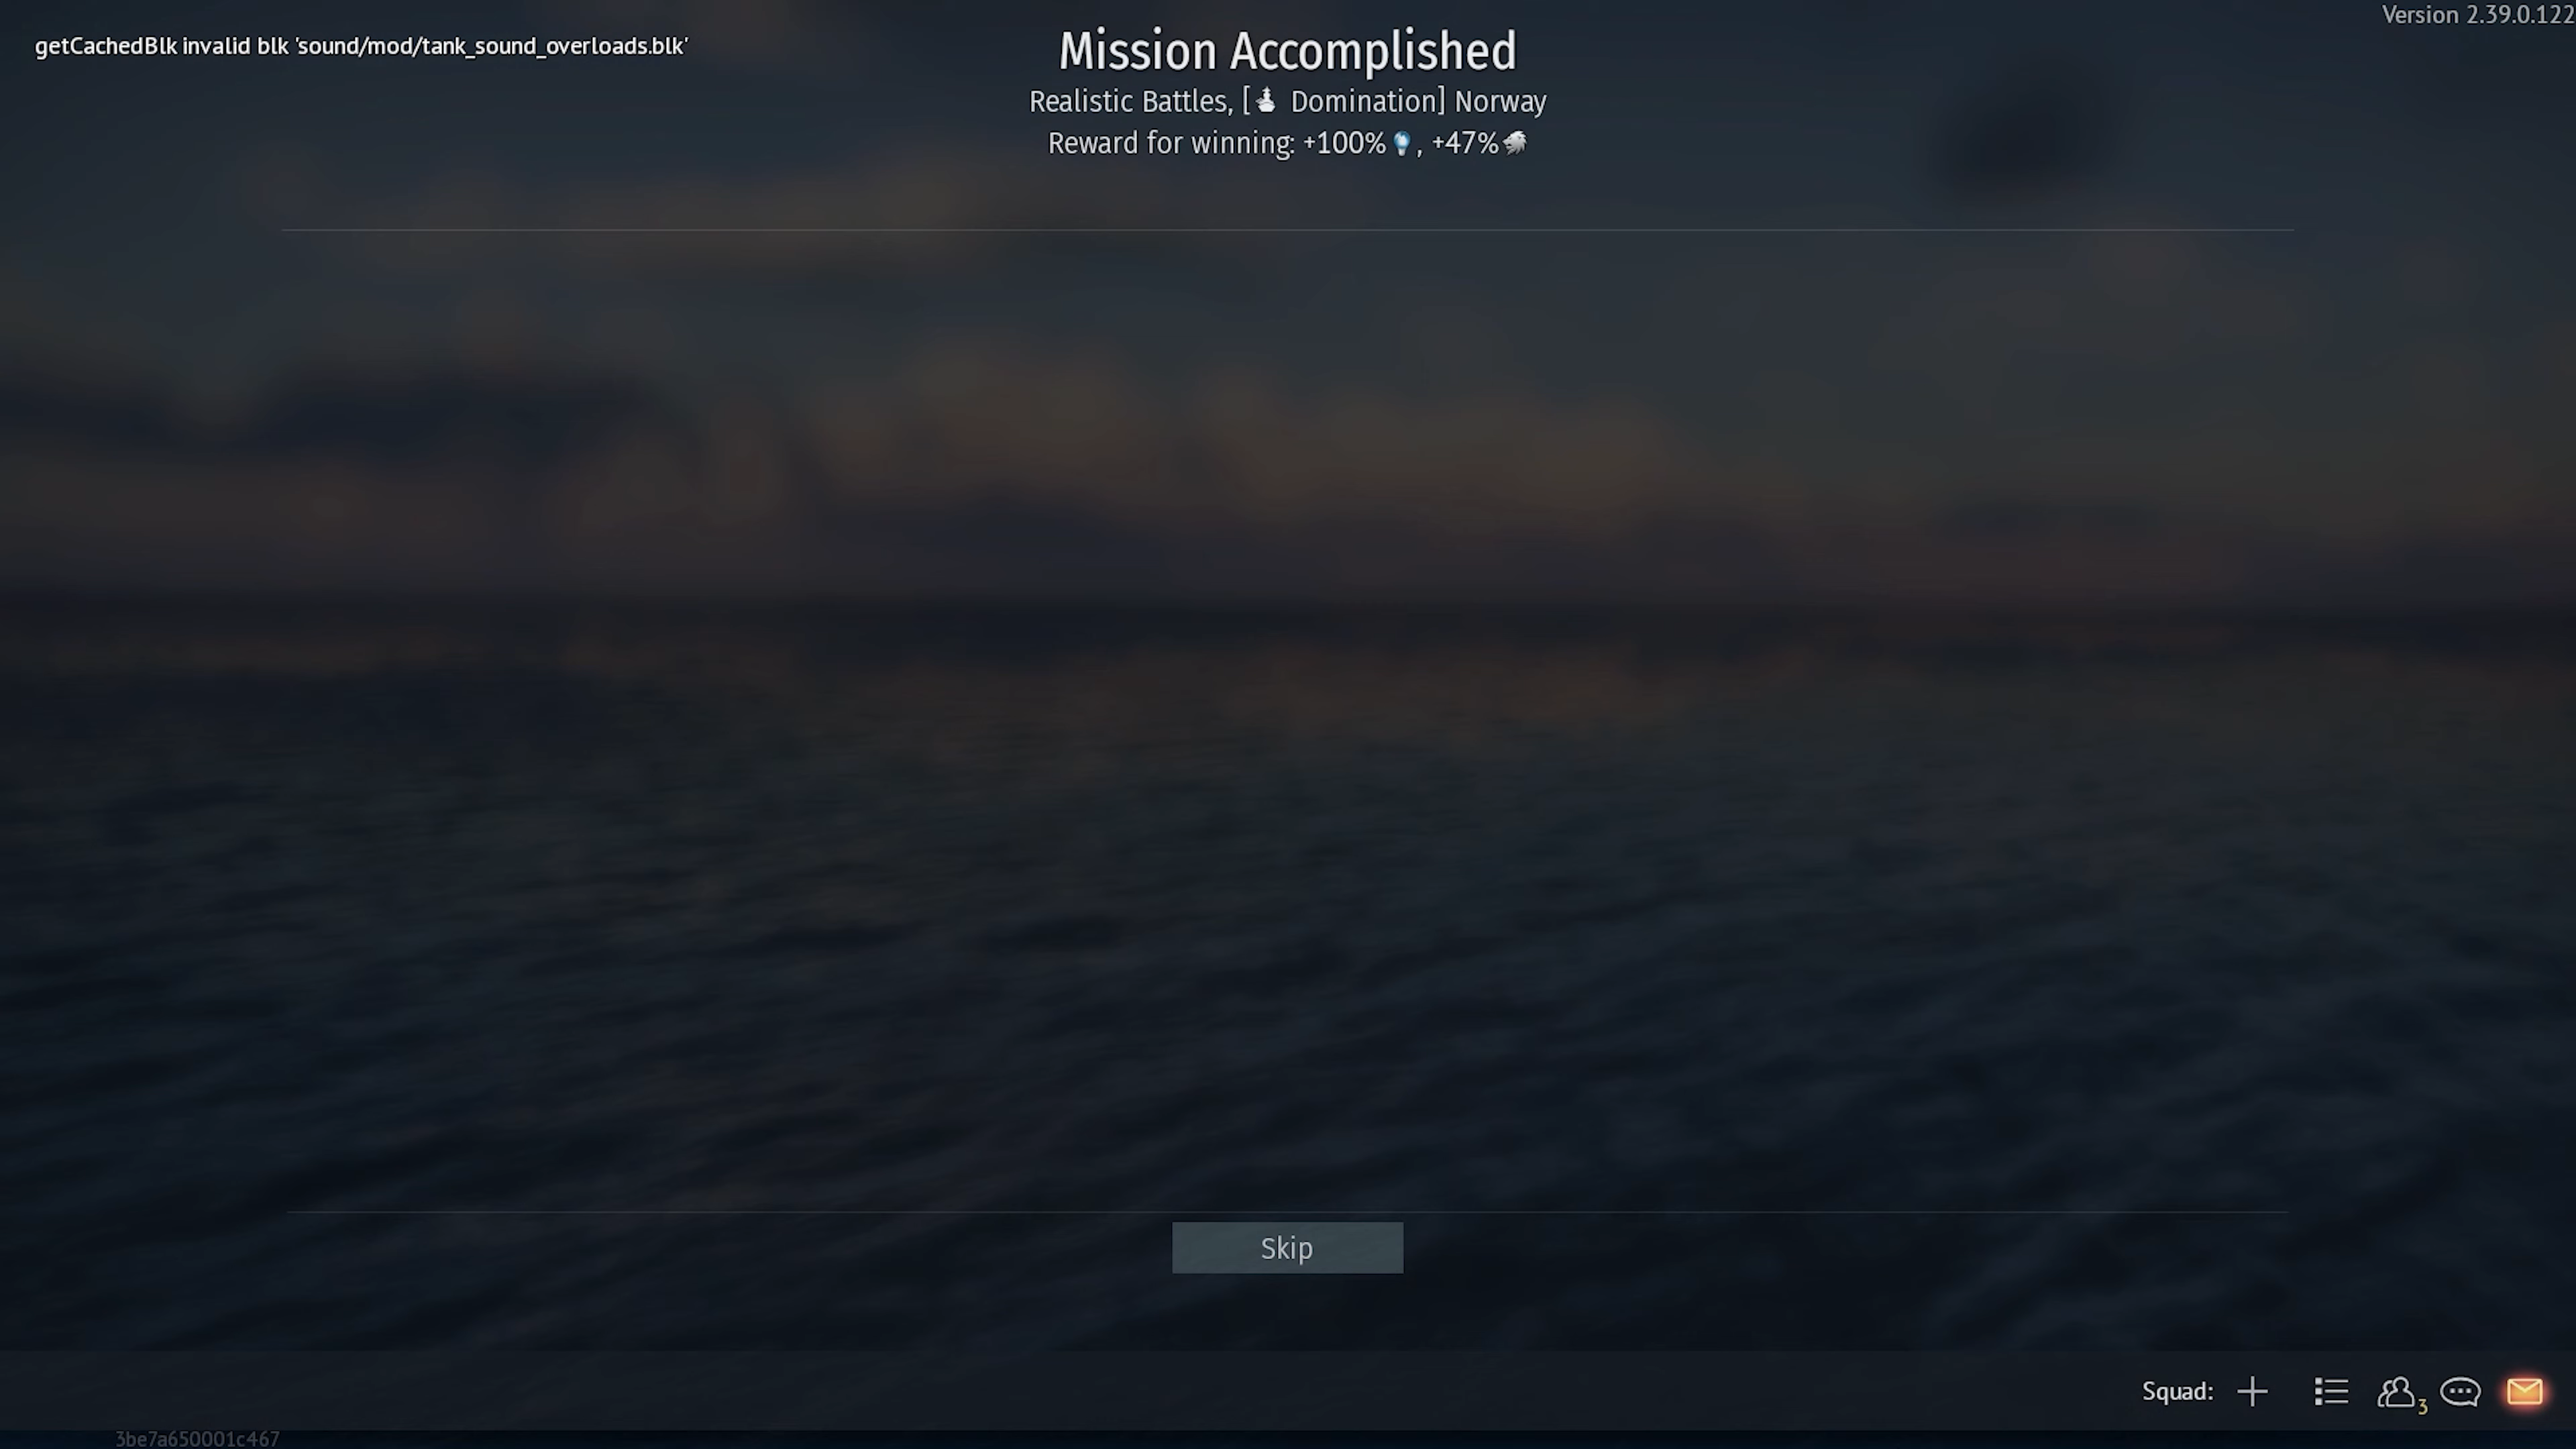 Version 2.39.0.122
getCachedBlk invalid blk 'sound/mod/tank_sound_overloads.blk'
Mission Accomplished
Realistic Battles, [ Domination] Norway
Reward for winning: +100% , +47%
Skip
Squad:
3
3be7a650001c467